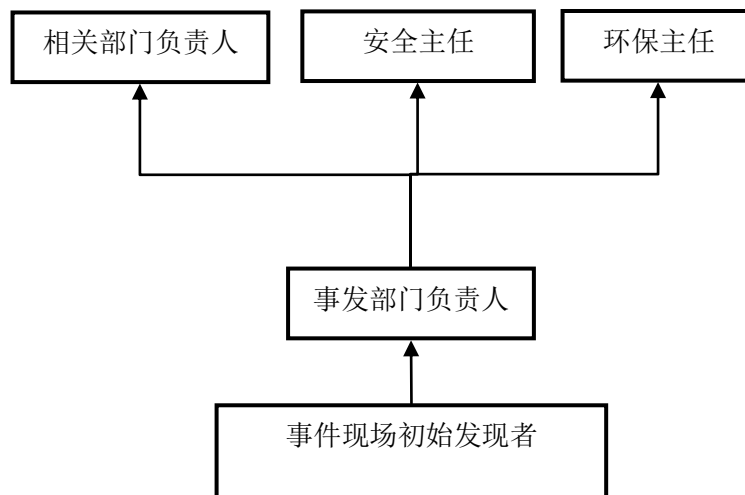 相关部门负责人
安全主任
环保主任
事发部门负责人
事件现场初始发现者